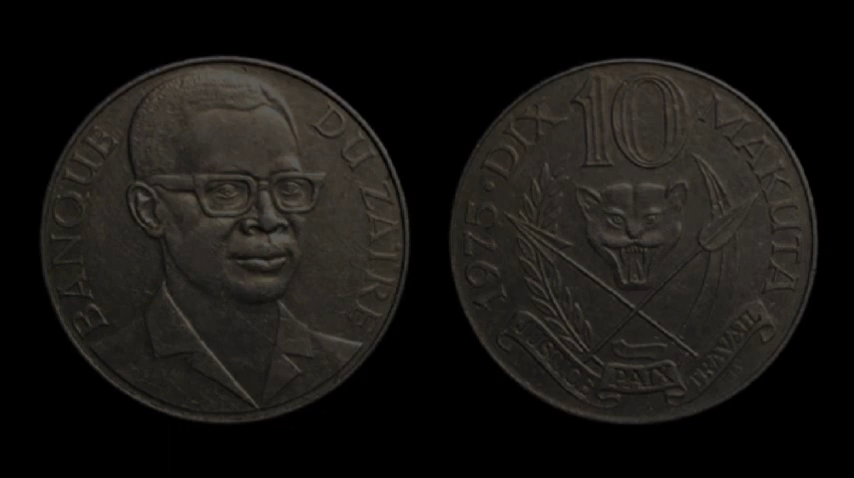 BANQUE DU ZAIRE
1975 · DIX 10 MAKUTA
JUSTICE PAIX TRAVAIL